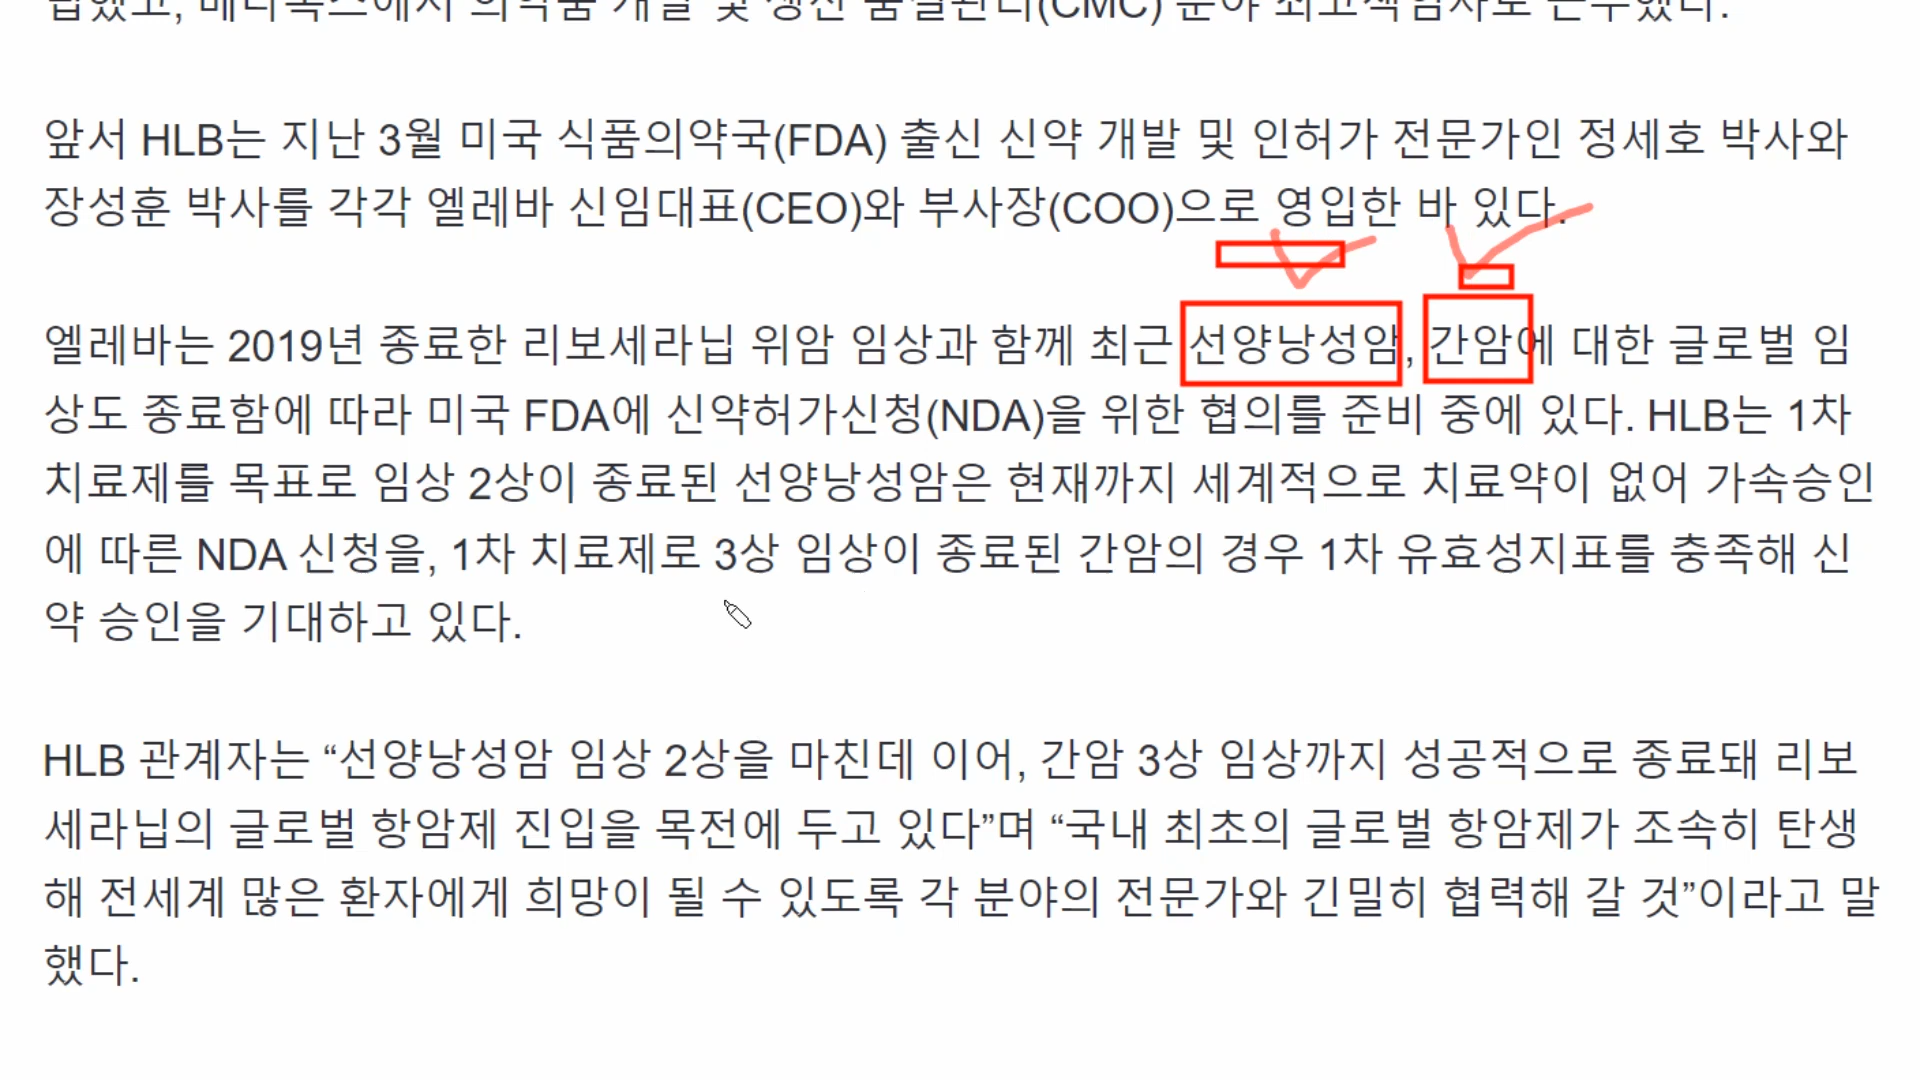 앞서 HLB는 지난 3월 미국 식품의약국(FDA) 출신 신약 개발 및 인허가 전문가인 정세호 박사와
장성훈 박사를 각각 엘레바 신임대표(CEO)와 부사장(COO)으로 영입한 바 있다.
엘레바는 2019년 종료한 리보세라닙 위암 임상과 함께 최근 선양낭성암, 간암에 대한 글로벌 임
상도 종료함에 따라 미국 FDA에 신약허가신청(NDA)을 위한 협의를 준비 중에 있다. HLB는 1차
치료제를 목표로 임상 2상이 종료된 선양낭성암은 현재까지 세계적으로 치료약이 없어 가속승인
에 따른 NDA 신청을, 1차 치료제로 3상 임상이 종료된 간암의 경우 1차 유효성지표를 충족해 신
약 승인을 기대하고 있다.
HLB 관계자는 “선양낭성암 임상 2상을 마친데 이어, 간암 3상 임상까지 성공적으로 종료돼 리보
세라닙의 글로벌 항암제 진입을 목전에 두고 있다”며 “국내 최초의 글로벌 항암제가 조속히 탄생
해 전세계 많은 환자에게 희망이 될 수 있도록 각 분야의 전문가와 긴밀히 협력해 갈 것”이라고 말
했다.